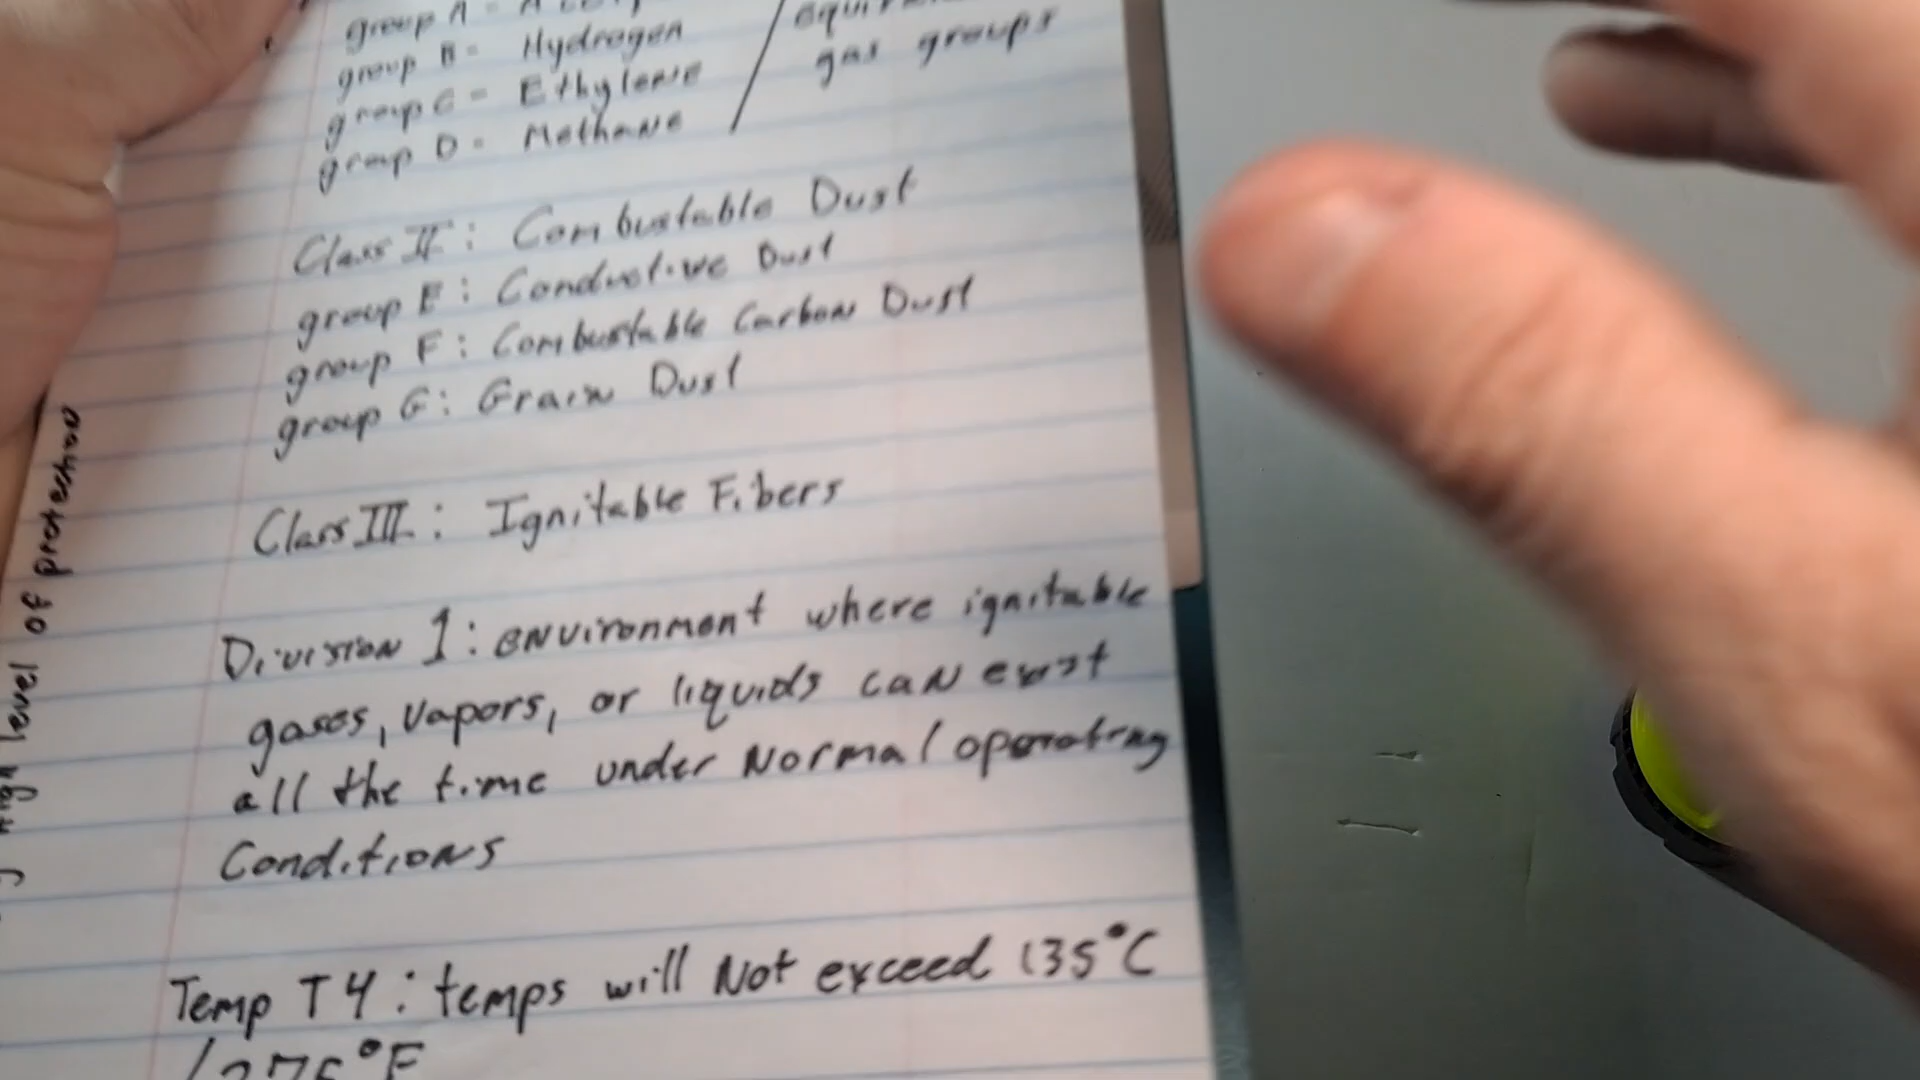 group A -
group B - Hydrogen
group C - Ethylene
group D - Methane
/
gas groups
Class II: Combustable Dust
group E: Conductive Dust
group F: Combustable Carbon Dust
group G: Grain Dust
Class III: Ignitable Fibers
Division 1: environment where ignitable
gases, vapors, or liquids can exist
all the time under Normal operating
Conditions
Temp T4: temps will Not exceed 135°C
/275°F
level of protection